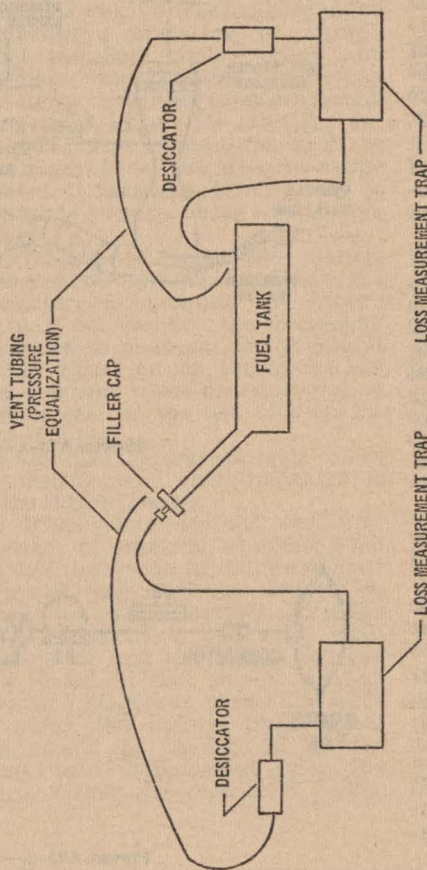 VENT TUBING
(PRESSURE
EQUALIZATION)
FILLER CAP
DESICCATOR
FUEL TANK
DESICCATOR
LOSS MEASUREMENT TRAP
LOSS MEASUREMENT TRAP